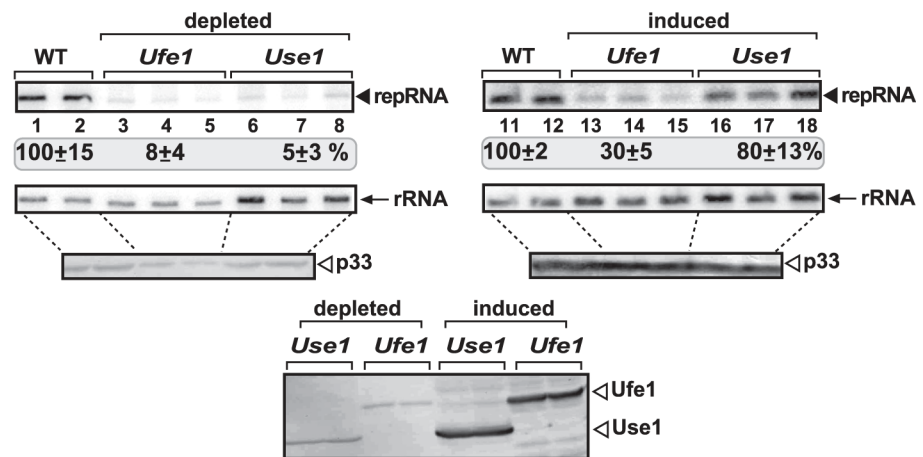 depleted
WT Ufe1 Use1
repRNA
1 2 3 4 5 6 7 8
100±15 8±4 5±3 %
rRNA
p33
induced
WT Ufe1 Use1
repRNA
11 12 13 14 15 16 17 18
100±2 30±5 80±13%
rRNA
p33
depleted induced
Use1 Ufe1 Use1 Ufe1
Ufe1
Use1